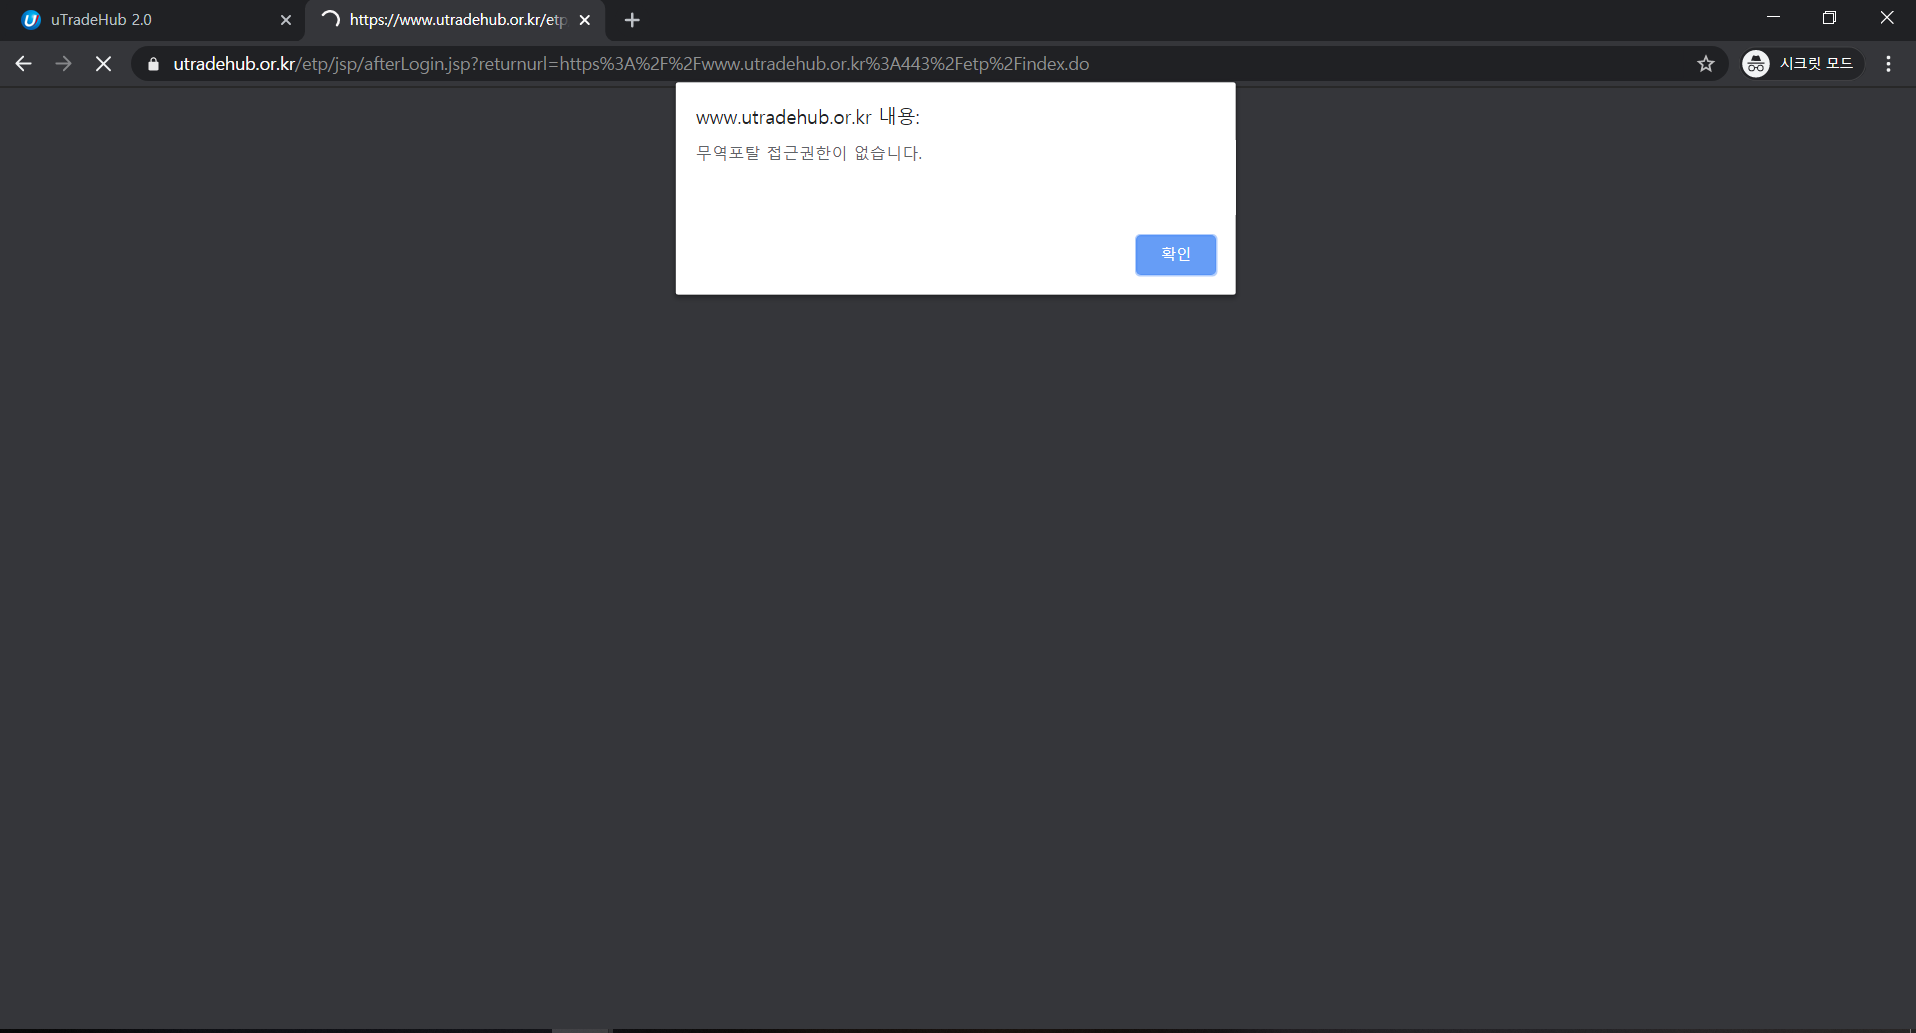 uTradeHub 2.0
https://www.utradehub.or.kr/etp
utradehub.or.kr/etp/jsp/afterLogin.jsp?returnurl=https%3A%2F%2Fwww.utradehub.or.kr%3A443%2Fetp%2Findex.do
시크릿 모드
www.utradehub.or.kr 내용:
무역포탈 접근권한이 없습니다.
확인